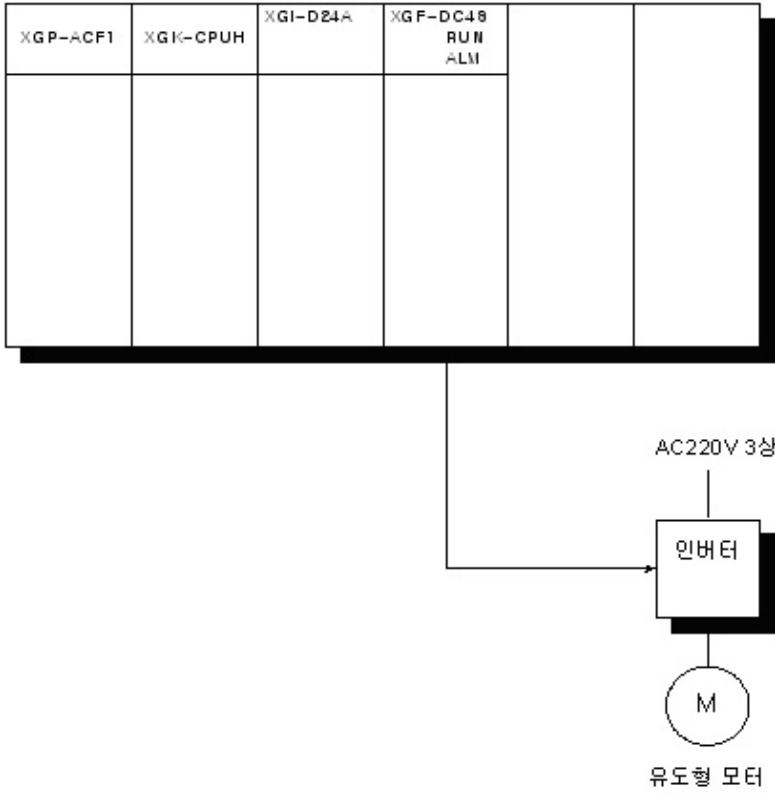 XGP-ACF1
XGK-CPUH
XGI-D24A
XGF-DC4S
RUN
ALM
AC220V 3상
인버터
M
유도형 모터